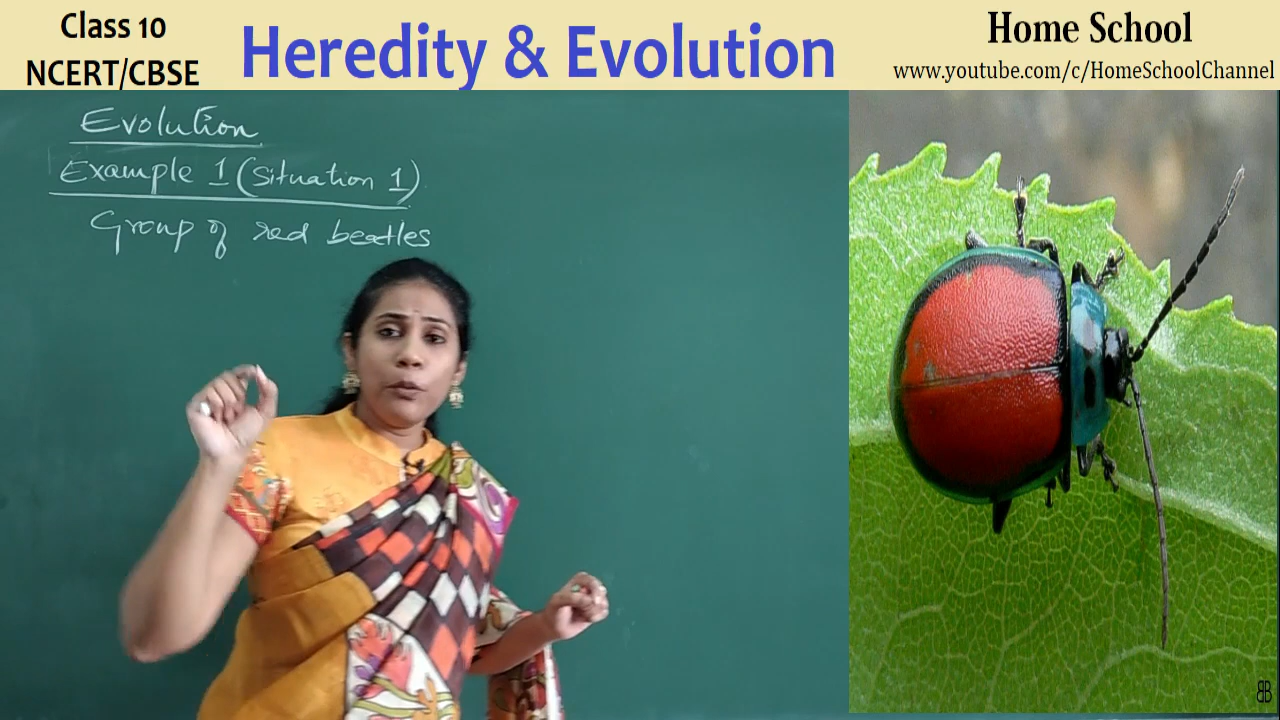 Class 10
NCERT/CBSE
Heredity & Evolution
Home School
www.youtube.com/c/HomeSchoolChannel
Evolution
Example 1 (Situation 1)
Group of red beetles
BB